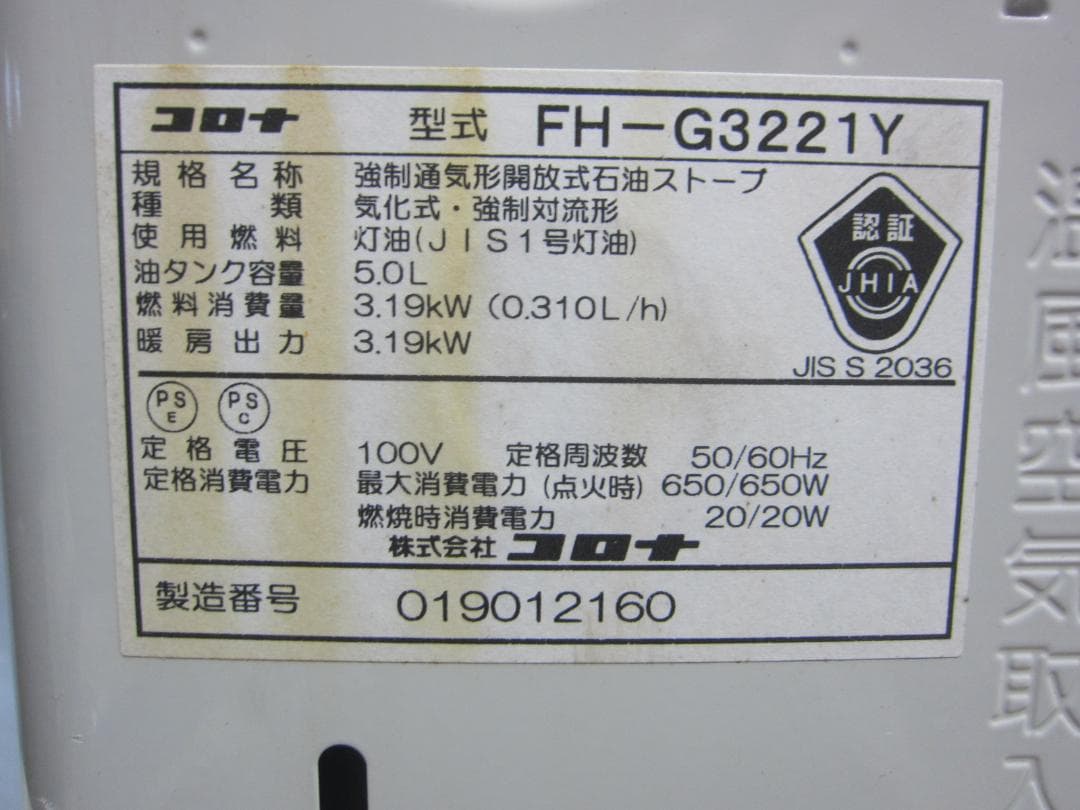 コロナ 型式 FH-G3221Y
規格名称 強制通気形開放式石油ストーブ
種類 気化式・強制対流形
使用燃料 灯油(JIS1号灯油)
油タンク容量 5.0L
燃料消費量 3.19kW (0.310L/h)
暖房出力 3.19kW
認証
JHIA
JIS S 2036
PS E PS C
定格電圧 100V 定格周波数 50/60Hz
定格消費電力 最大消費電力(点火時) 650/650W
燃焼時消費電力 20/20W
株式会社 コロナ
製造番号 019012160
温風空気取入